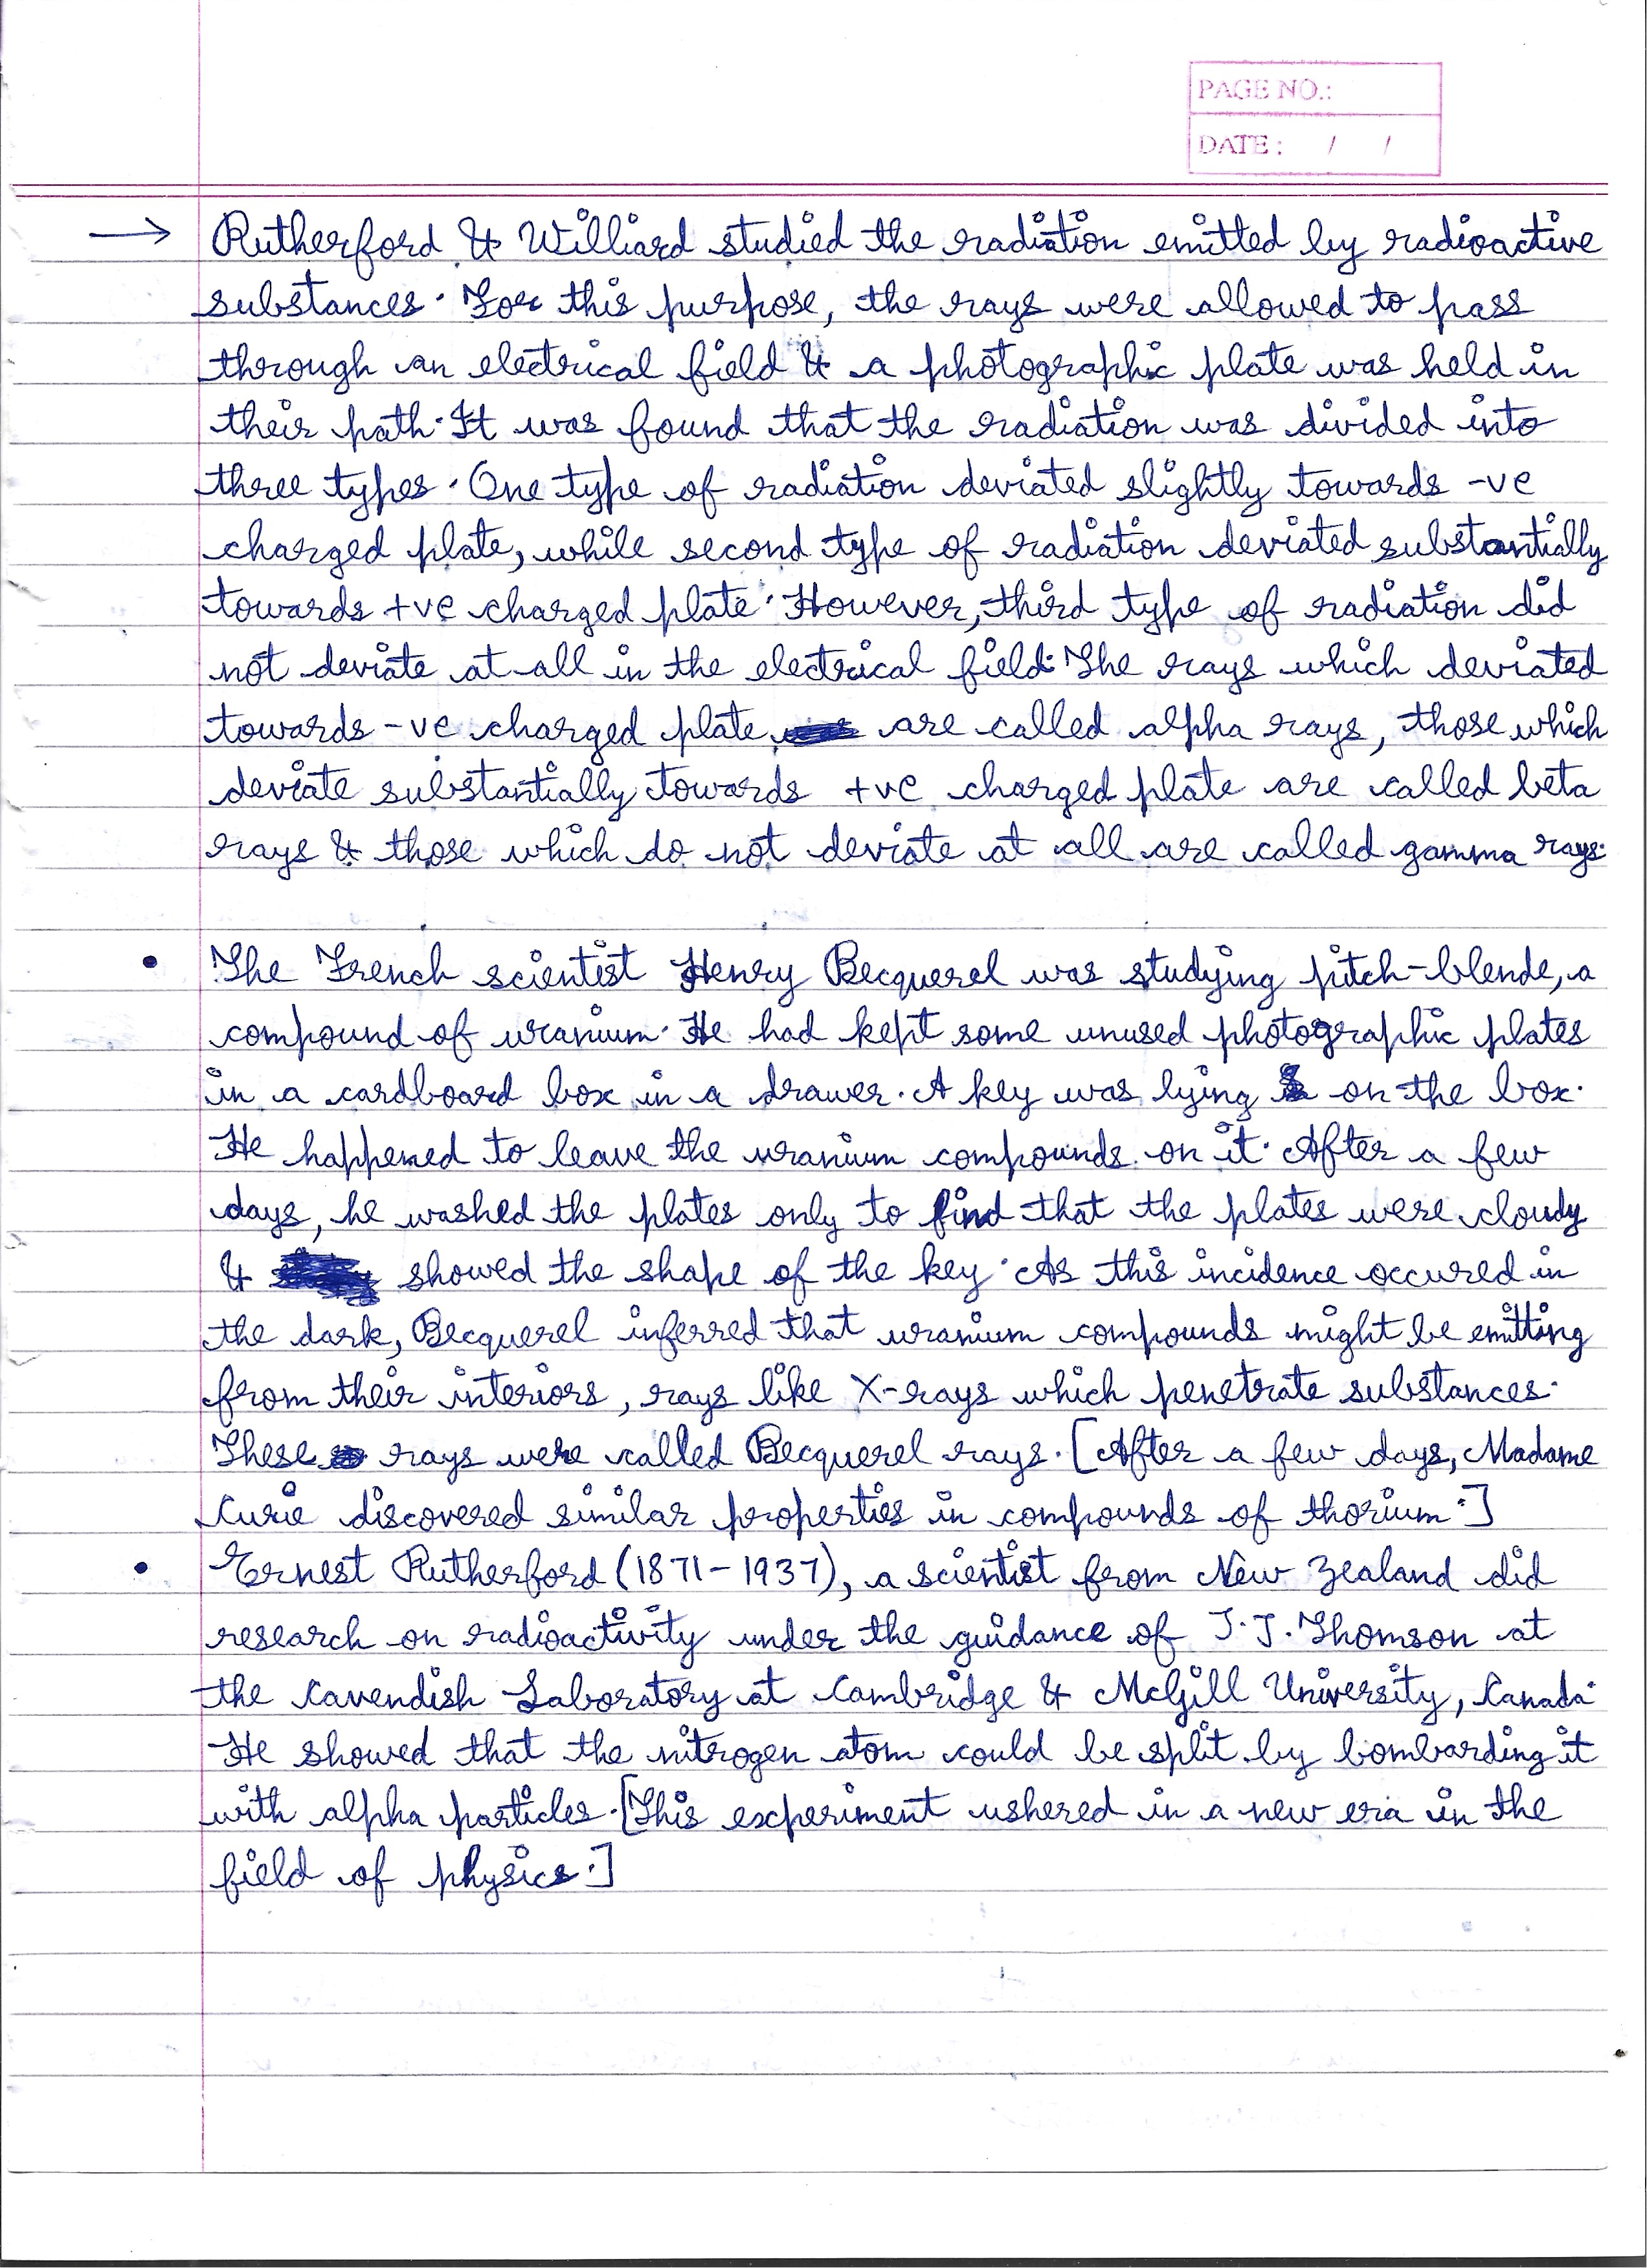 PAGE NO.:
DATE: / /
→ Rutherford & Williard studied the radiation emitted by radioactive
substances. For this purpose, the rays were allowed to pass
through an electrical field & a photographic plate was held in
their path. It was found that the radiation was divided into
three types. One type of radiation deviated slightly towards -ve
charged plate, while second type of radiation deviated substantially
towards +ve charged plate. However, third type of radiation did
not deviate at all in the electrical field. The rays which deviated
towards -ve charged plate are called alpha rays, those which
deviate substantially towards +ve charged plate are called beta
rays & those which do not deviate at all are called gamma rays.
• The French scientist Henry Becquerel was studying pitch-blende, a
compound of uranium. He had kept some unused photographic plates
in a cardboard box in a drawer. A key was lying on the box.
He happened to leave the uranium compounds on it. After a few
days, he washed the plates only to find that the plates were cloudy
& showed the shape of the key. As this incidence occured in
the dark, Becquerel inferred that uranium compounds might be emitting
from their interiors, rays like X-rays which penetrate substances.
These rays were called Becquerel rays. [After a few days, Madame
Curie discovered similar properties in compounds of thorium.]
• Ernest Rutherford (1871-1937), a scientist from New Zealand did
research on radioactivity under the guidance of J.J. Thomson at
the Cavendish Laboratory at Cambridge & McGill University, Canada.
He showed that the nitrogen atom could be split by bombarding it
with alpha particles. [This experiment ushered in a new era in the
field of physics.]